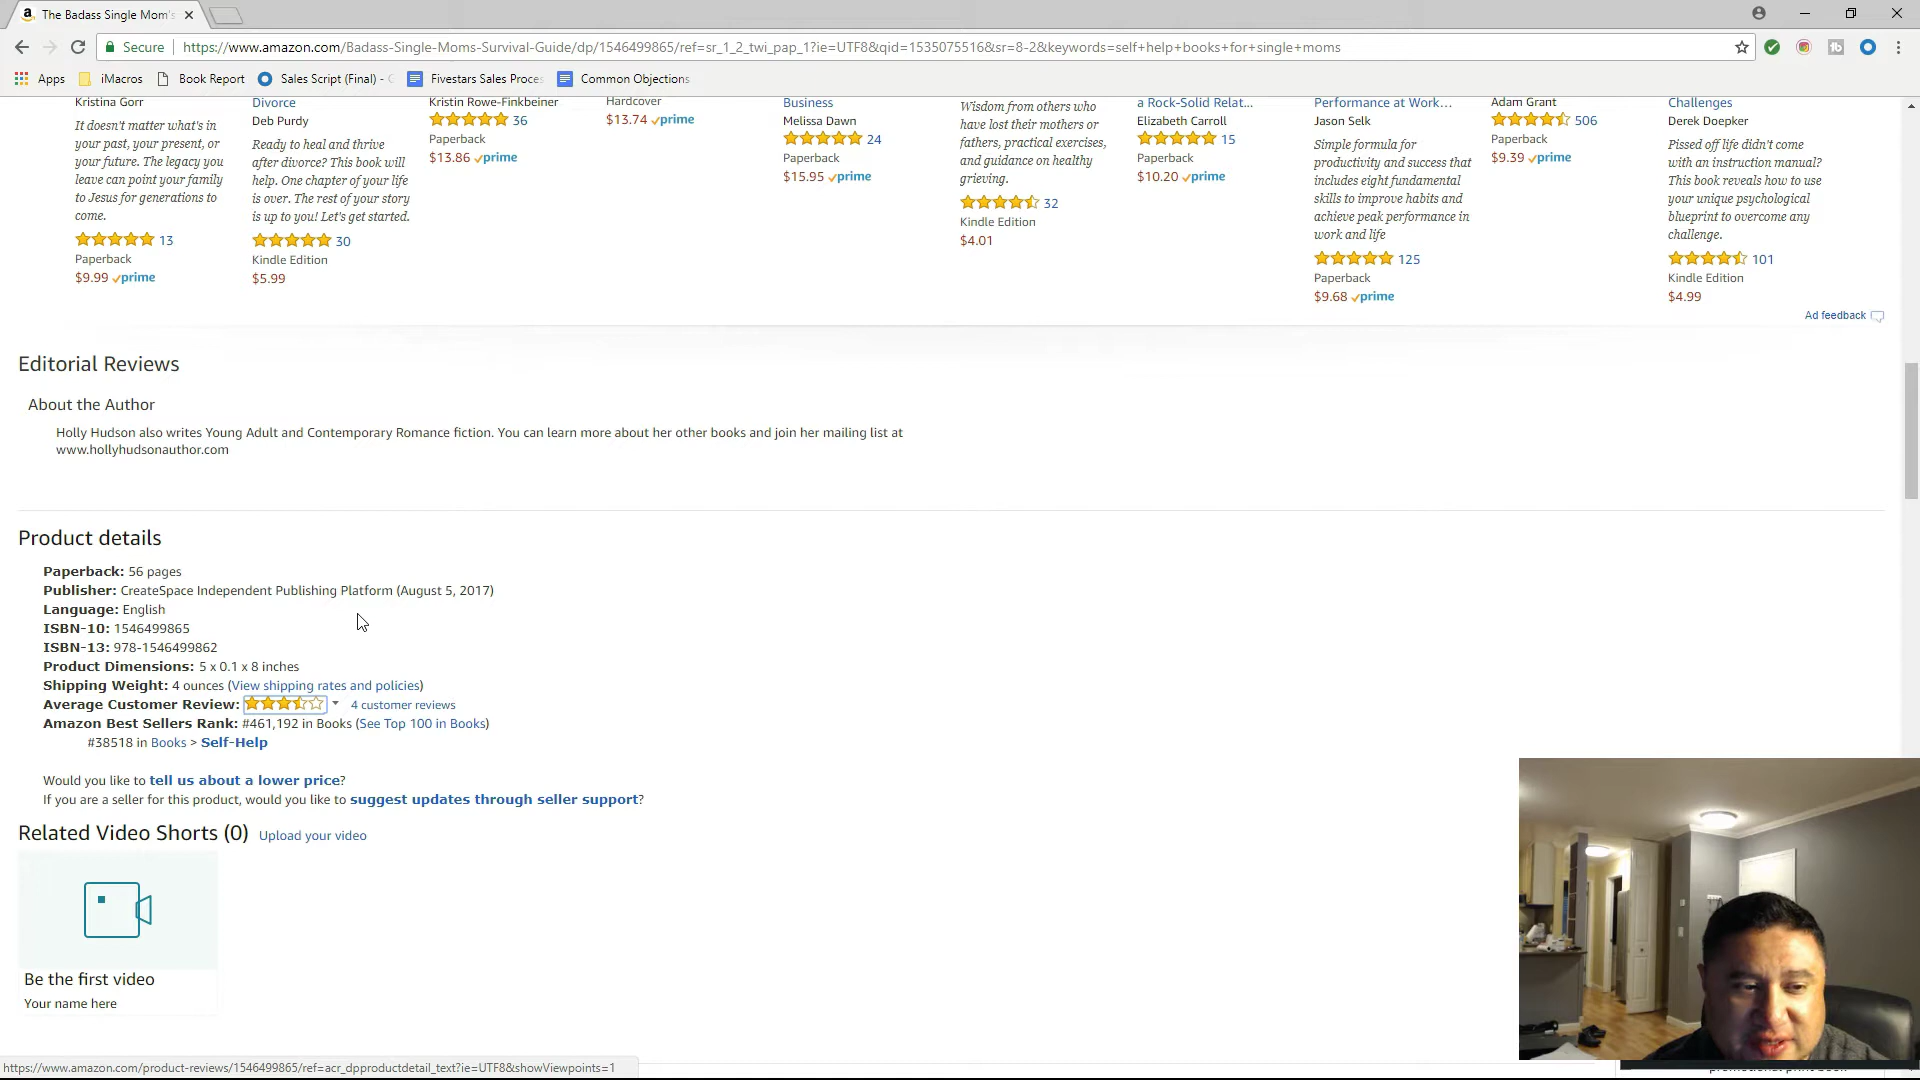 The Badass Single Mom's
Secure https://www.amazon.com/Badass-Single-Moms-Survival-Guide/dp/1546499865/ref=sr_1_2_twi_pap_1?ie=UTF8&qid=1535075516&sr=8-2&keywords=self+help+books+for+single+moms
Apps iMacros Book Report Sales Script (Final) - Fivestars Sales Proces Common Objections
Kristina Gorr
It doesn't matter what's in
your past, your present, or
your future. The legacy you
leave can point your family
to Jesus for generations to
come.
13
Paperback
$9.99 prime
Divorce
Deb Purdy
Ready to heal and thrive
after divorce? This book will
help. One chapter of your life
is over. The rest of your story
is up to you! Let's get started.
30
Kindle Edition
$5.99
Kristin Rowe-Finkbeiner
36
Paperback
$13.86 prime
Hardcover
$13.74 prime
Business
Melissa Dawn
24
Paperback
$15.95 prime
Wisdom from others who
have lost their mothers or
fathers, practical exercises,
and guidance on healthy
grieving.
32
Kindle Edition
$4.01
a Rock-Solid Relat...
Elizabeth Carroll
15
Paperback
$10.20 prime
Performance at Work...
Jason Selk
Simple formula for
productivity and success that
includes eight fundamental
skills to improve habits and
achieve peak performance in
work and life
125
Paperback
$9.68 prime
Adam Grant
506
Paperback
$9.39 prime
Challenges
Derek Doepker
Pissed off life didn't come
with an instruction manual?
This book reveals how to use
your unique psychological
blueprint to overcome any
challenge.
101
Kindle Edition
$4.99
Ad feedback
Editorial Reviews
About the Author
Holly Hudson also writes Young Adult and Contemporary Romance fiction. You can learn more about her other books and join her mailing list at
www.hollyhudsonauthor.com
Product details
Paperback: 56 pages
Publisher: CreateSpace Independent Publishing Platform (August 5, 2017)
Language: English
ISBN-10: 1546499865
ISBN-13: 978-1546499862
Product Dimensions: 5 x 0.1 x 8 inches
Shipping Weight: 4 ounces (View shipping rates and policies)
Average Customer Review: 4 customer reviews
Amazon Best Sellers Rank: #461,192 in Books (See Top 100 in Books)
#38518 in Books > Self-Help
Would you like to tell us about a lower price?
If you are a seller for this product, would you like to suggest updates through seller support?
Related Video Shorts (0) Upload your video
Be the first video
Your name here
https://www.amazon.com/product-reviews/1546499865/ref=acr_dpproductdetail_text?ie=UTF8&showViewpoints=1